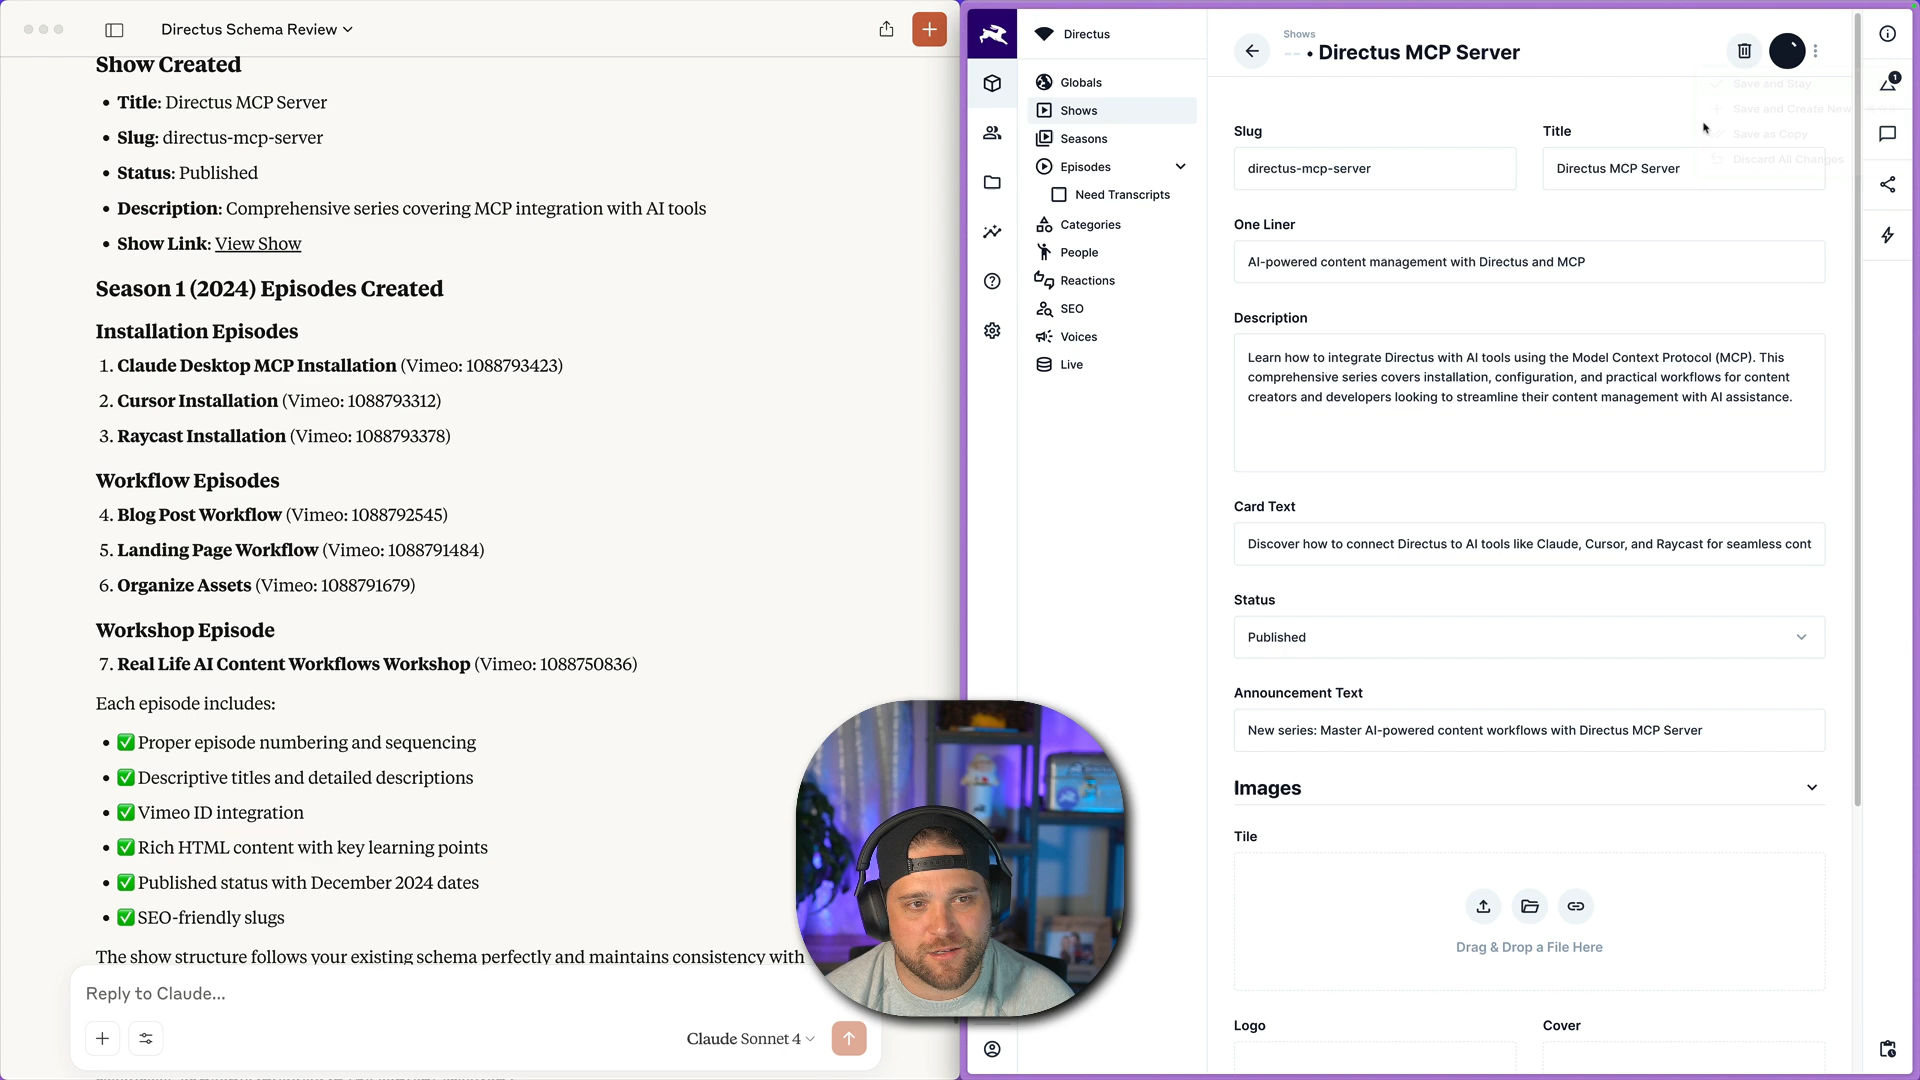 Directus Schema Review
Show Created
Title: Directus MCP Server
Slug: directus-mcp-server
Status: Published
Description: Comprehensive series covering MCP integration with AI tools
Show Link: View Show
Season 1 (2024) Episodes Created
Installation Episodes
1. Claude Desktop MCP Installation (Vimeo: 1088793423)
2. Cursor Installation (Vimeo: 1088793312)
3. Raycast Installation (Vimeo: 1088793378)
Workflow Episodes
4. Blog Post Workflow (Vimeo: 1088792545)
5. Landing Page Workflow (Vimeo: 1088791484)
6. Organize Assets (Vimeo: 1088791679)
Workshop Episode
7. Real Life AI Content Workflows Workshop (Vimeo: 1088750836)
Each episode includes:
✅ Proper episode numbering and sequencing
✅ Descriptive titles and detailed descriptions
✅ Vimeo ID integration
✅ Rich HTML content with key learning points
✅ Published status with December 2024 dates
✅ SEO-friendly slugs
The show structure follows your existing schema perfectly and maintains consistency with
Reply to Claude...
Claude Sonnet 4
Directus
Globals
Shows
Seasons
Episodes
Need Transcripts
Categories
People
Reactions
SEO
Voices
Live
Shows
-- • Directus MCP Server
Save and Stay
Save and Create New
Save as Copy
Discard All Changes
1
Slug
Title
directus-mcp-server
Directus MCP Server
One Liner
AI-powered content management with Directus and MCP
Description
Learn how to integrate Directus with AI tools using the Model Context Protocol (MCP). This
comprehensive series covers installation, configuration, and practical workflows for content
creators and developers looking to streamline their content management with AI assistance.
Card Text
Discover how to connect Directus to AI tools like Claude, Cursor, and Raycast for seamless cont
Status
Published
Announcement Text
New series: Master AI-powered content workflows with Directus MCP Server
Images
Tile
Drag & Drop a File Here
Logo
Cover